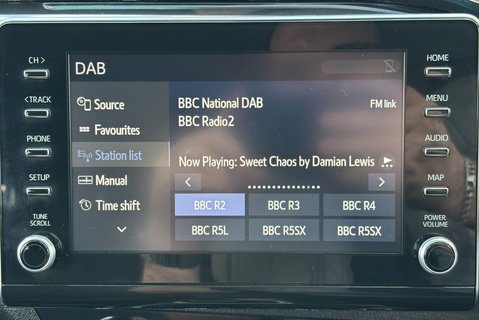 DAB
CH >
< TRACK
PHONE
SETUP
TUNE
SCROLL
Source
Favourites
Station list
Manual
Time shift
BBC National DAB
FM link
BBC Radio2
Now Playing: Sweet Chaos by Damian Lewis
<
>
BBC R2
BBC R3
BBC R4
BBC R5L
BBC R5SX
BBC R5SX
HOME
MENU
AUDIO
MAP
POWER
VOLUME